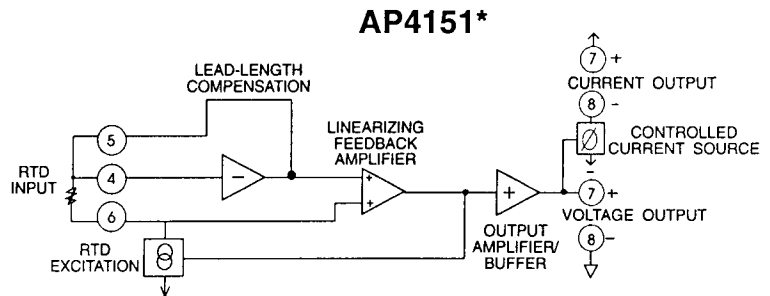 AP4151*
7 +
CURRENT OUTPUT
8 -
CONTROLLED
CURRENT SOURCE
-
7 +
VOLTAGE OUTPUT
8 -
LEAD-LENGTH
COMPENSATION
LINEARIZING
FEEDBACK
AMPLIFIER
5
RTD
INPUT
4
-
+
+
+
6
OUTPUT
AMPLIFIER/
BUFFER
RTD
EXCITATION